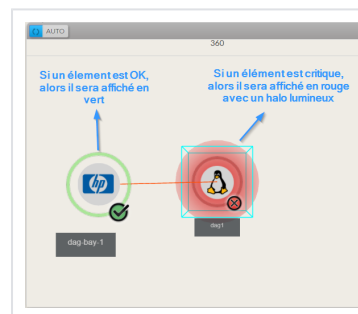 AUTO
360
Si un élement est OK,
alors il sera affiché en
vert
Si un élément est critique,
alors il sera affiché en rouge
avec un halo lumineux
hp
dag-bay-1
dag1